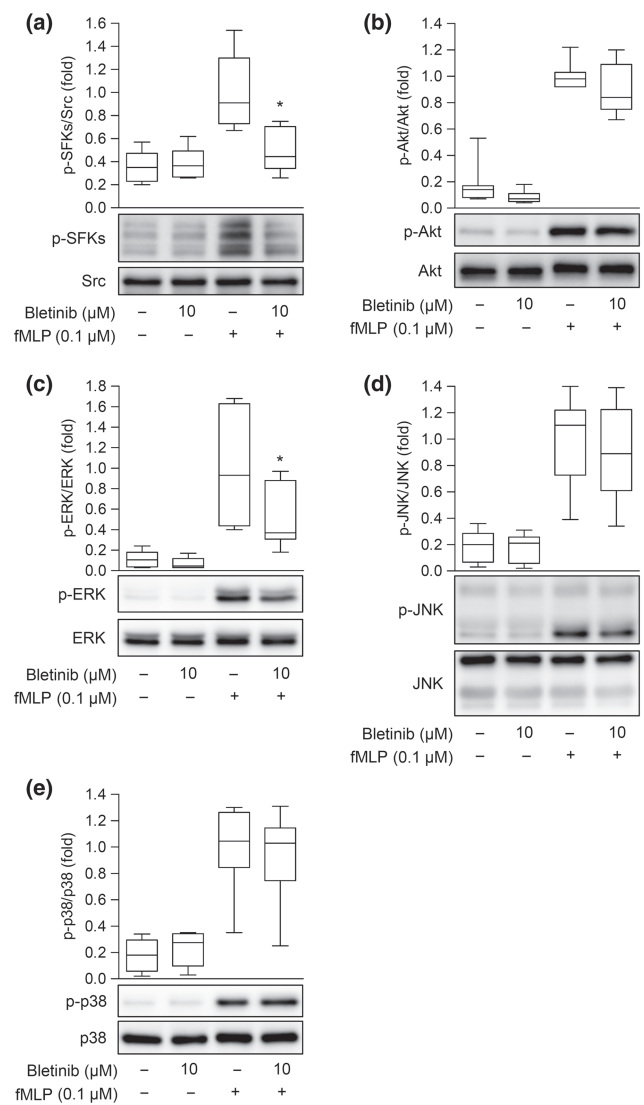 (a)
p-SFKs/Src (fold)
1.6
1.4
1.2
1.0
0.8
0.6
0.4
0.2
0.0
*
p-SFKs
Src
Bletinib (µM) – 10 – 10
fMLP (0.1 µM) – – + +
(b)
p-Akt/Akt (fold)
1.4
1.2
1.0
0.8
0.6
0.4
0.2
0.0
p-Akt
Akt
Bletinib (µM) – 10 – 10
fMLP (0.1 µM) – – + +
(c)
p-ERK/ERK (fold)
1.8
1.6
1.4
1.2
1.0
0.8
0.6
0.4
0.2
0.0
*
p-ERK
ERK
Bletinib (µM) – 10 – 10
fMLP (0.1 µM) – – + +
(d)
p-JNK/JNK (fold)
1.4
1.2
1.0
0.8
0.6
0.4
0.2
0.0
p-JNK
JNK
Bletinib (µM) – 10 – 10
fMLP (0.1 µM) – – + +
(e)
p-p38/p38 (fold)
1.4
1.2
1.0
0.8
0.6
0.4
0.2
0.0
p-p38
p38
Bletinib (µM) – 10 – 10
fMLP (0.1 µM) – – + +